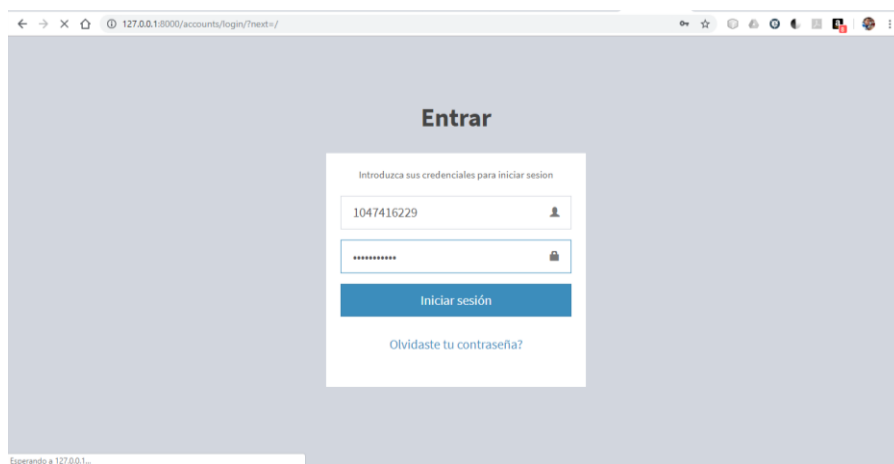 127.0.0.1:8000/accounts/login/?next=/
Entrar
Introduzca sus credenciales para iniciar sesion
1047416229
•••••••••••
Iniciar sesión
Olvidaste tu contraseña?
Esperando a 127.0.0.1...